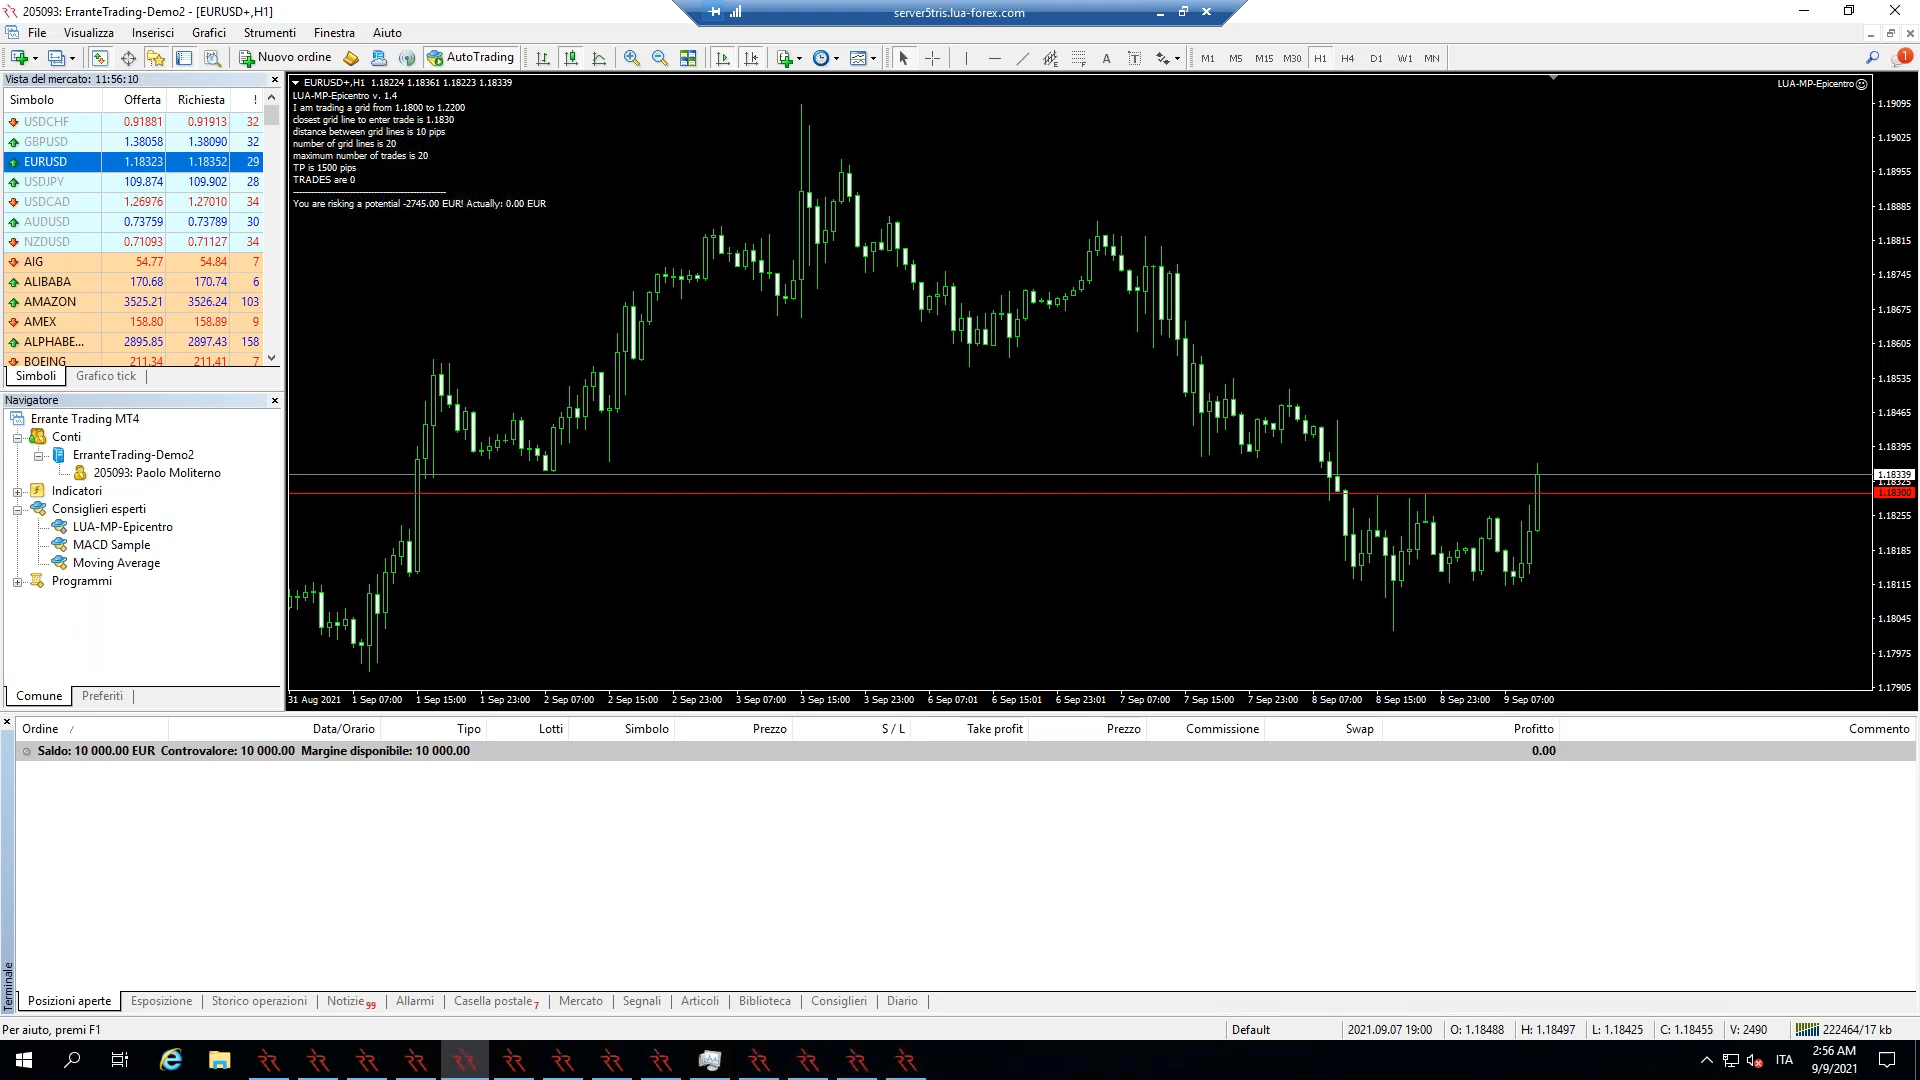 205093: ErranteTrading-Demo2 - [EURUSD+,H1]
server5tris.lua-forex.com
File Visualizza Inserisci Grafici Strumenti Finestra Aiuto
Nuovo ordine AutoTrading M1 M5 M15 M30 H1 H4 D1 W1 MN 1
Vista del mercato: 11:56:10
Simbolo Offerta Richiesta !
USDCHF 0.91881 0.91913 32
GBPUSD 1.38058 1.38090 32
EURUSD 1.18323 1.18352 29
USDJPY 109.874 109.902 28
USDCAD 1.26976 1.27010 34
AUDUSD 0.73759 0.73789 30
NZDUSD 0.71093 0.71127 34
AIG 54.77 54.84 7
ALIBABA 170.68 170.74 6
AMAZON 3525.21 3526.24 103
AMEX 158.80 158.89 9
ALPHABE... 2895.85 2897.43 158
BOEING 211.34 211.41 7
Simboli Grafico tick
Navigatore
Errante Trading MT4
Conti
ErranteTrading-Demo2
205093: Paolo Moliterno
Indicatori
Consiglieri esperti
LUA-MP-Epicentro
MACD Sample
Moving Average
Programmi
Comune Preferiti
EURUSD+,H1 1.18224 1.18361 1.18223 1.18339
LUA-MP-Epicentro v. 1.4
I am trading a grid from 1.1800 to 1.2200
closest grid line to enter trade is 1.1830
distance between grid lines is 10 pips
number of grid lines is 20
maximum number of trades is 20
TP is 1500 pips
TRADES are 0
--------------------------------------------------
You are risking a potential -2745.00 EUR! Actually: 0.00 EUR
LUA-MP-Epicentro
1.19095
1.19025
1.18955
1.18885
1.18815
1.18745
1.18675
1.18605
1.18535
1.18465
1.18395
1.18339
1.18325
1.18300
1.18255
1.18185
1.18115
1.18045
1.17975
1.17905
31 Aug 2021 1 Sep 07:00 1 Sep 15:00 1 Sep 23:00 2 Sep 07:00 2 Sep 15:00 2 Sep 23:00 3 Sep 07:00 3 Sep 15:00 3 Sep 23:00 6 Sep 07:01 6 Sep 15:01 6 Sep 23:01 7 Sep 07:00 7 Sep 15:00 7 Sep 23:00 8 Sep 07:00 8 Sep 15:00 8 Sep 23:00 9 Sep 07:00
Ordine / Data/Orario Tipo Lotti Simbolo Prezzo S / L Take profit Prezzo Commissione Swap Profitto Commento
Saldo: 10 000.00 EUR Controvalore: 10 000.00 Margine disponibile: 10 000.00 0.00
Terminale
Posizioni aperte Esposizione Storico operazioni Notizie 99 Allarmi Casella postale 7 Mercato Segnali Articoli Biblioteca Consiglieri Diario
Per aiuto, premi F1 Default 2021.09.07 19:00 O: 1.18488 H: 1.18497 L: 1.18425 C: 1.18455 V: 2490 222464/17 kb
ITA 2:56 AM
9/9/2021